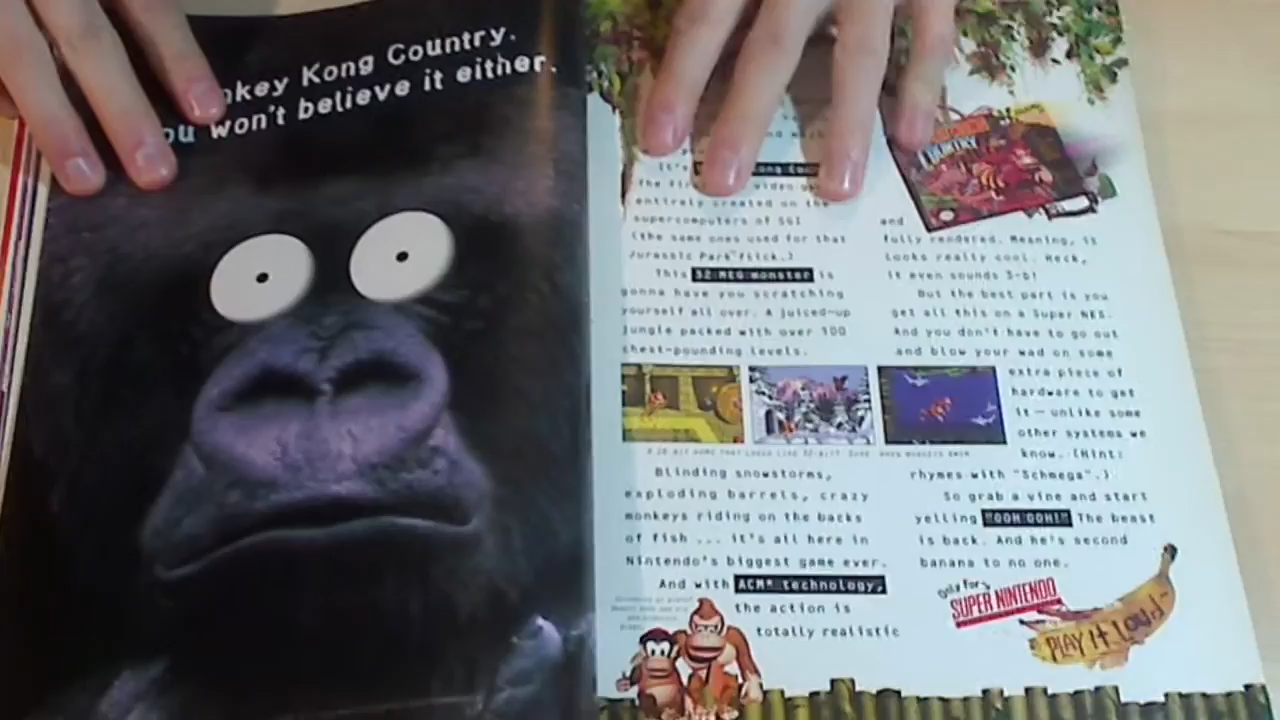 Kong Country.
won't believe it either.
It's
entirely created on the
supercomputers of SGI
(the same ones used for that
Jurassic Park™ flick.)
This 32 MEG monster is
gonna have you scratching
yourself all over. A juiced-up
jungle packed with over 100
chest-pounding levels.
Blinding snowstorms,
exploding barrels, crazy
monkeys riding on the backs
of fish ... it's all here in
Nintendo's biggest game ever.
And with ACM* technology,
the action is
totally realistic
COUNTRY
and
fully rendered. Meaning, it
looks really cool. Heck,
it even sounds 3-D!
But the best part is you
get all this on a Super NES.
And you don't have to go out
and blow your wad on some
extra piece of
hardware to get
it — unlike some
other systems we
know. (Hint:
rhymes with "Schmega".)
So grab a vine and start
yelling "OOH OOH!" The beast
is back. And he's second
banana to no one.
Only for
SUPER NINTENDO
PLAY IT LOUD™